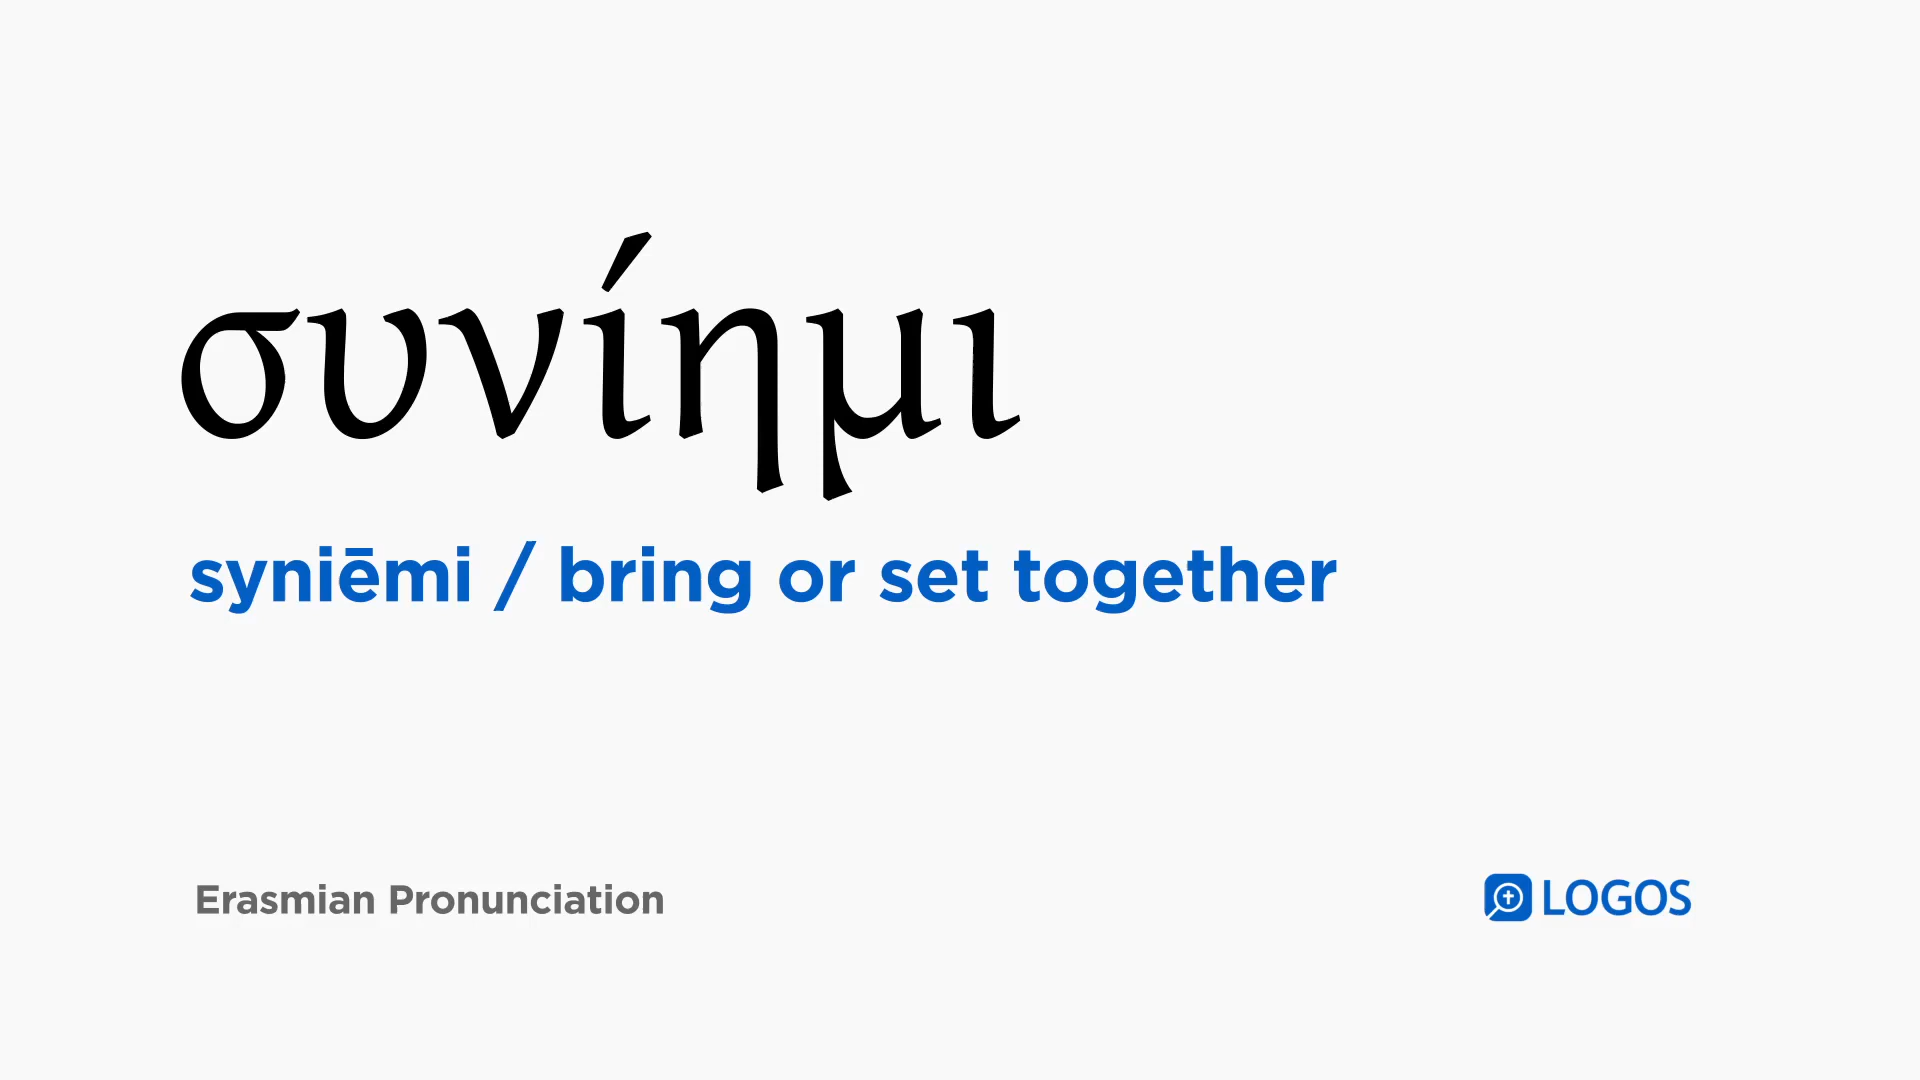 συνίημι
syniēmi / bring or set together
Erasmian Pronunciation
LOGOS